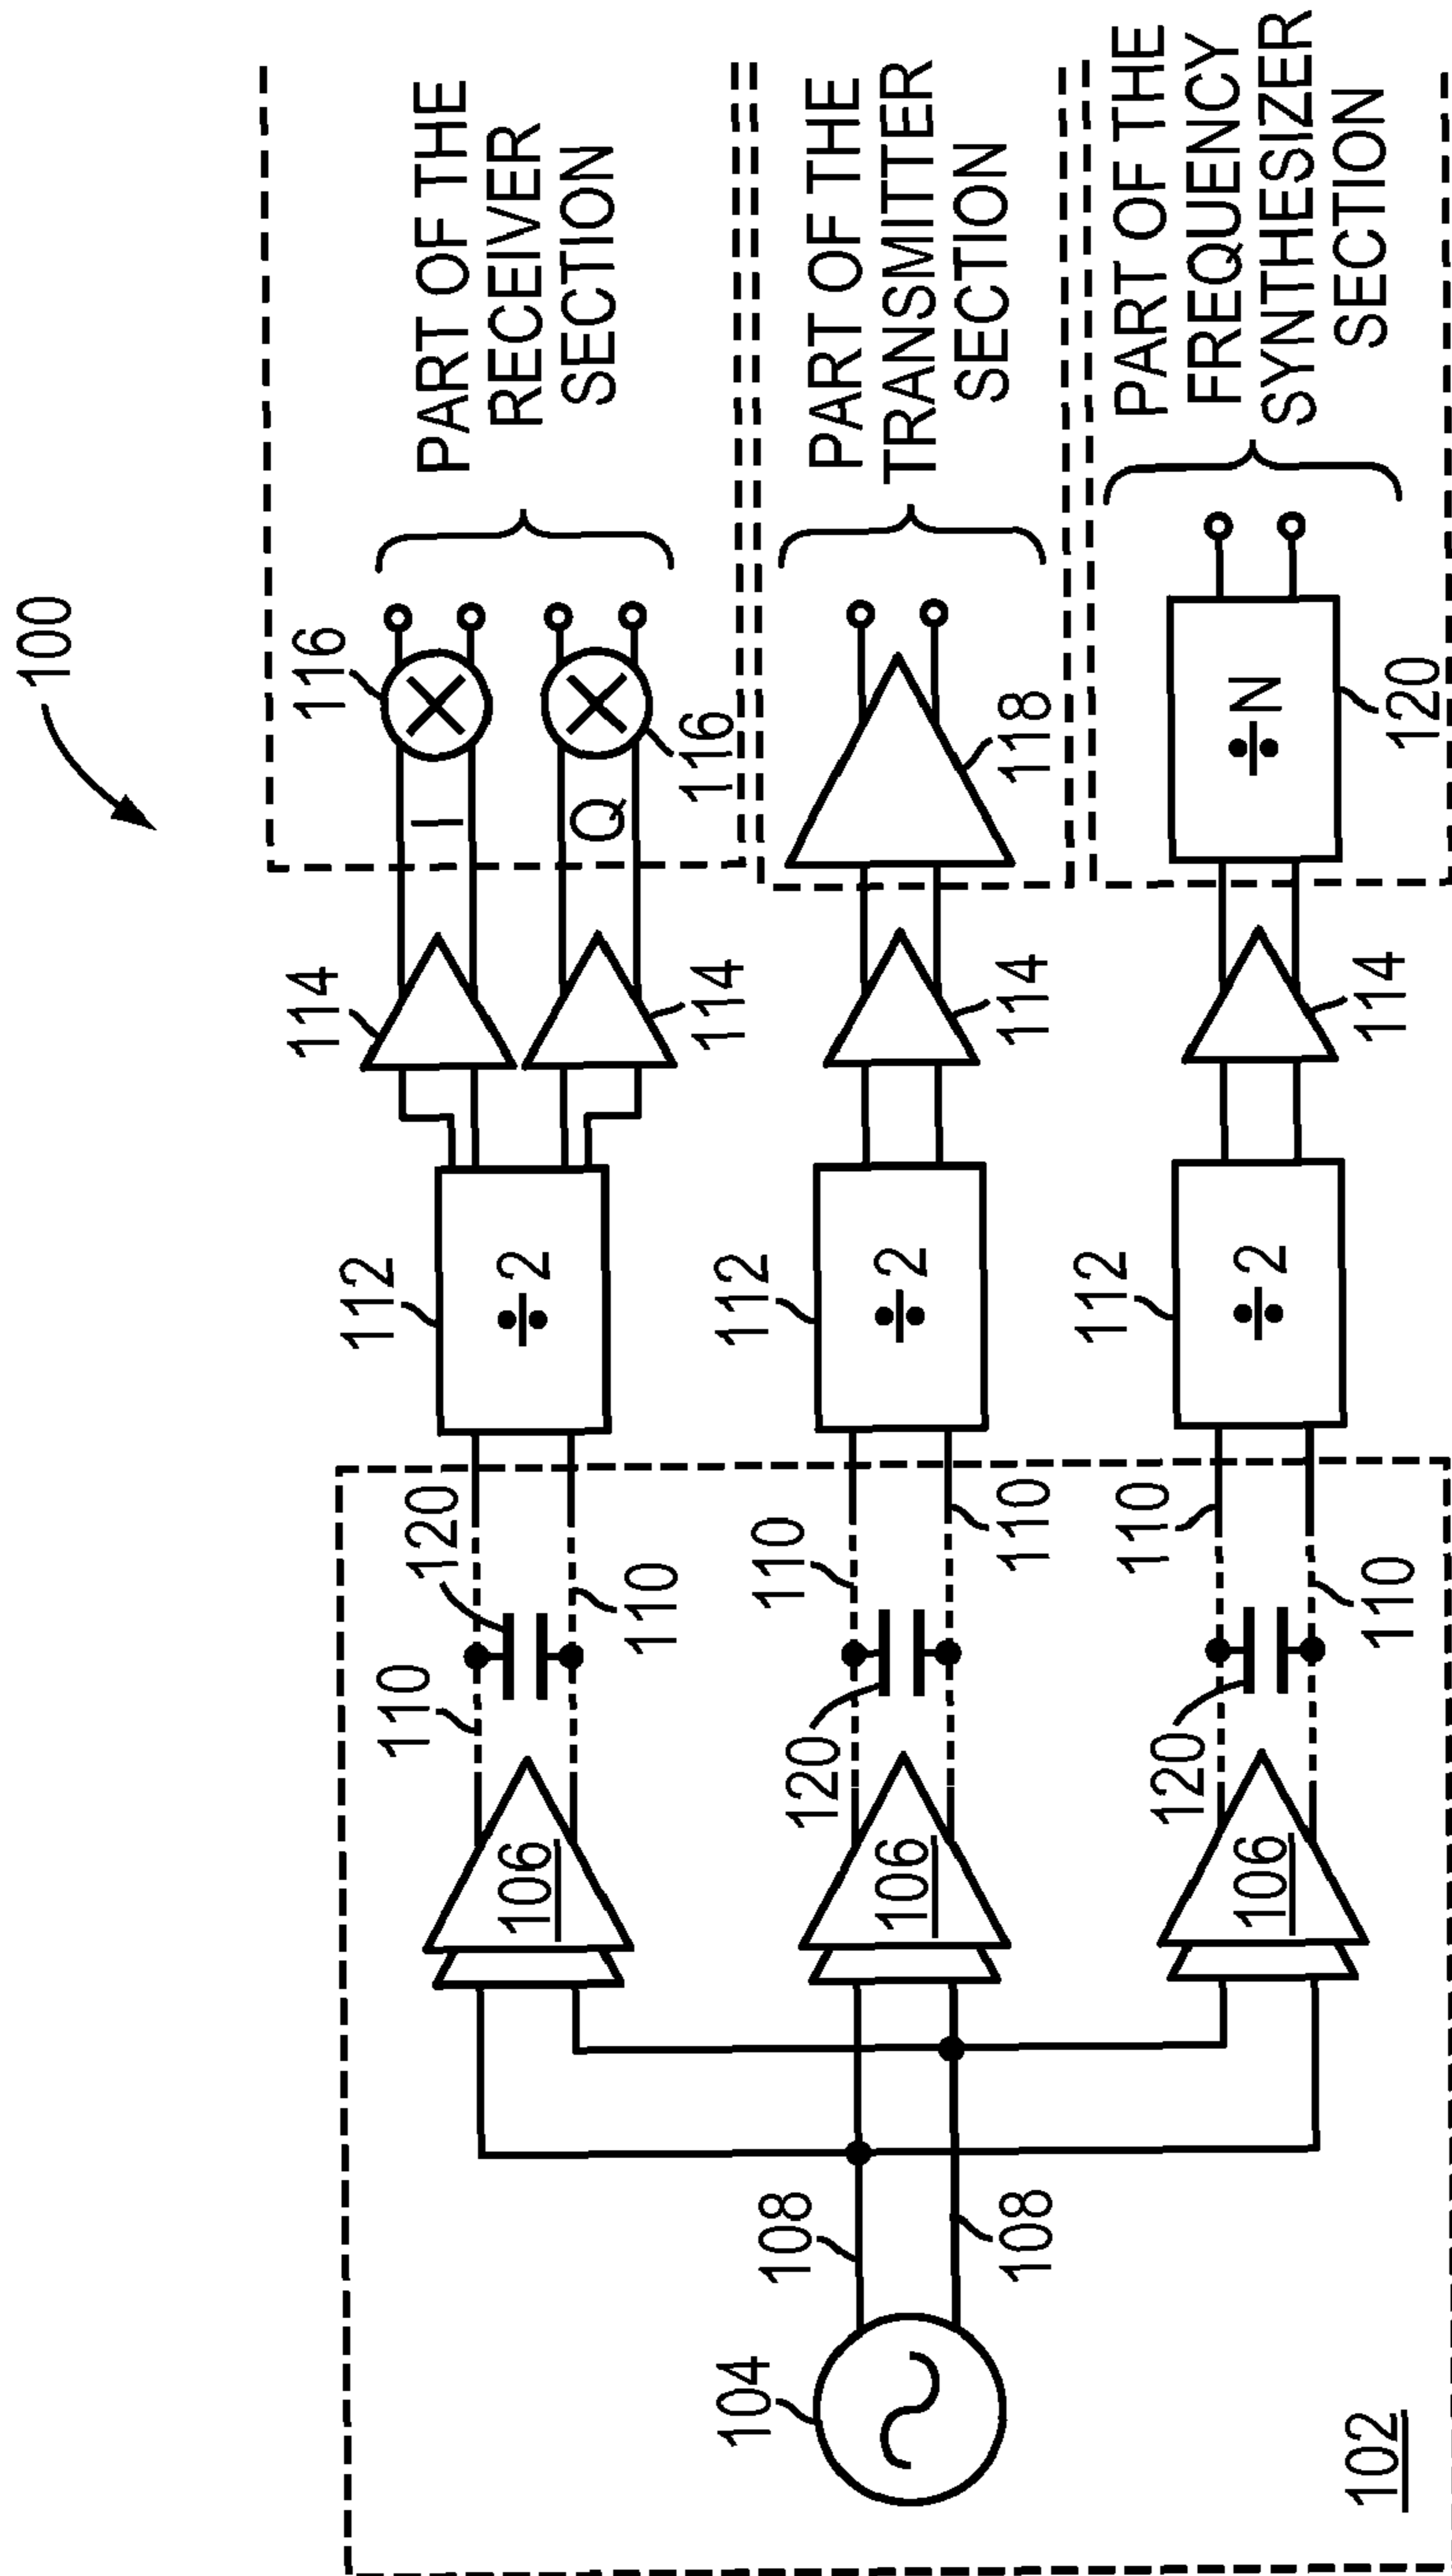 100
PART OF THE
RECEIVER
SECTION
116
I
Q
116
114
114
112
÷2
120
110
110
106
PART OF THE
TRANSMITTER
SECTION
118
114
112
÷2
110
110
120
106
PART OF THE
FREQUENCY
SYNTHESIZER
SECTION
÷N
120
114
112
÷2
110
110
120
106
108
108
104
102